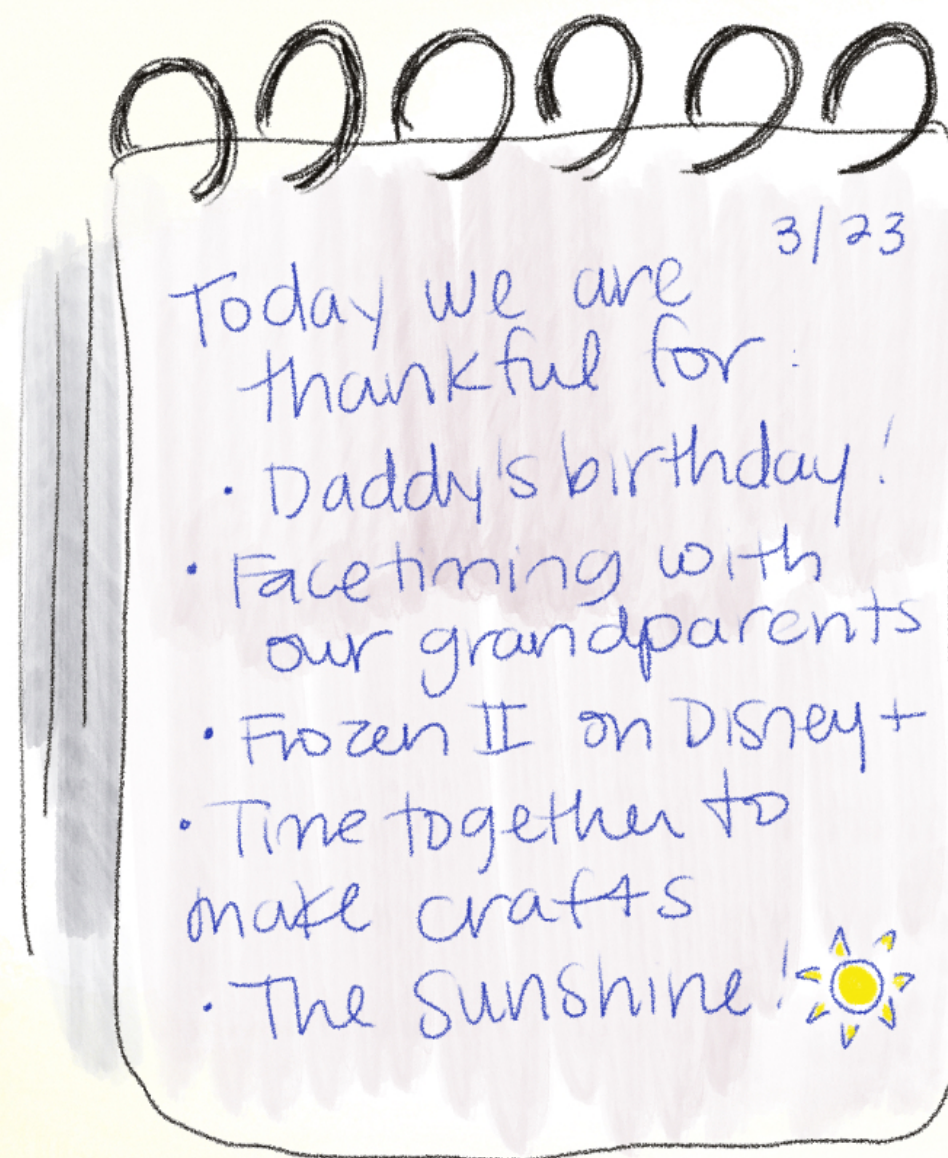 3/23
Today we are
thankful for:
• Daddy's birthday!
• Facetiming with
our grandparents
• Frozen II on Disney+
• Time together to
make crafts
• The Sunshine!